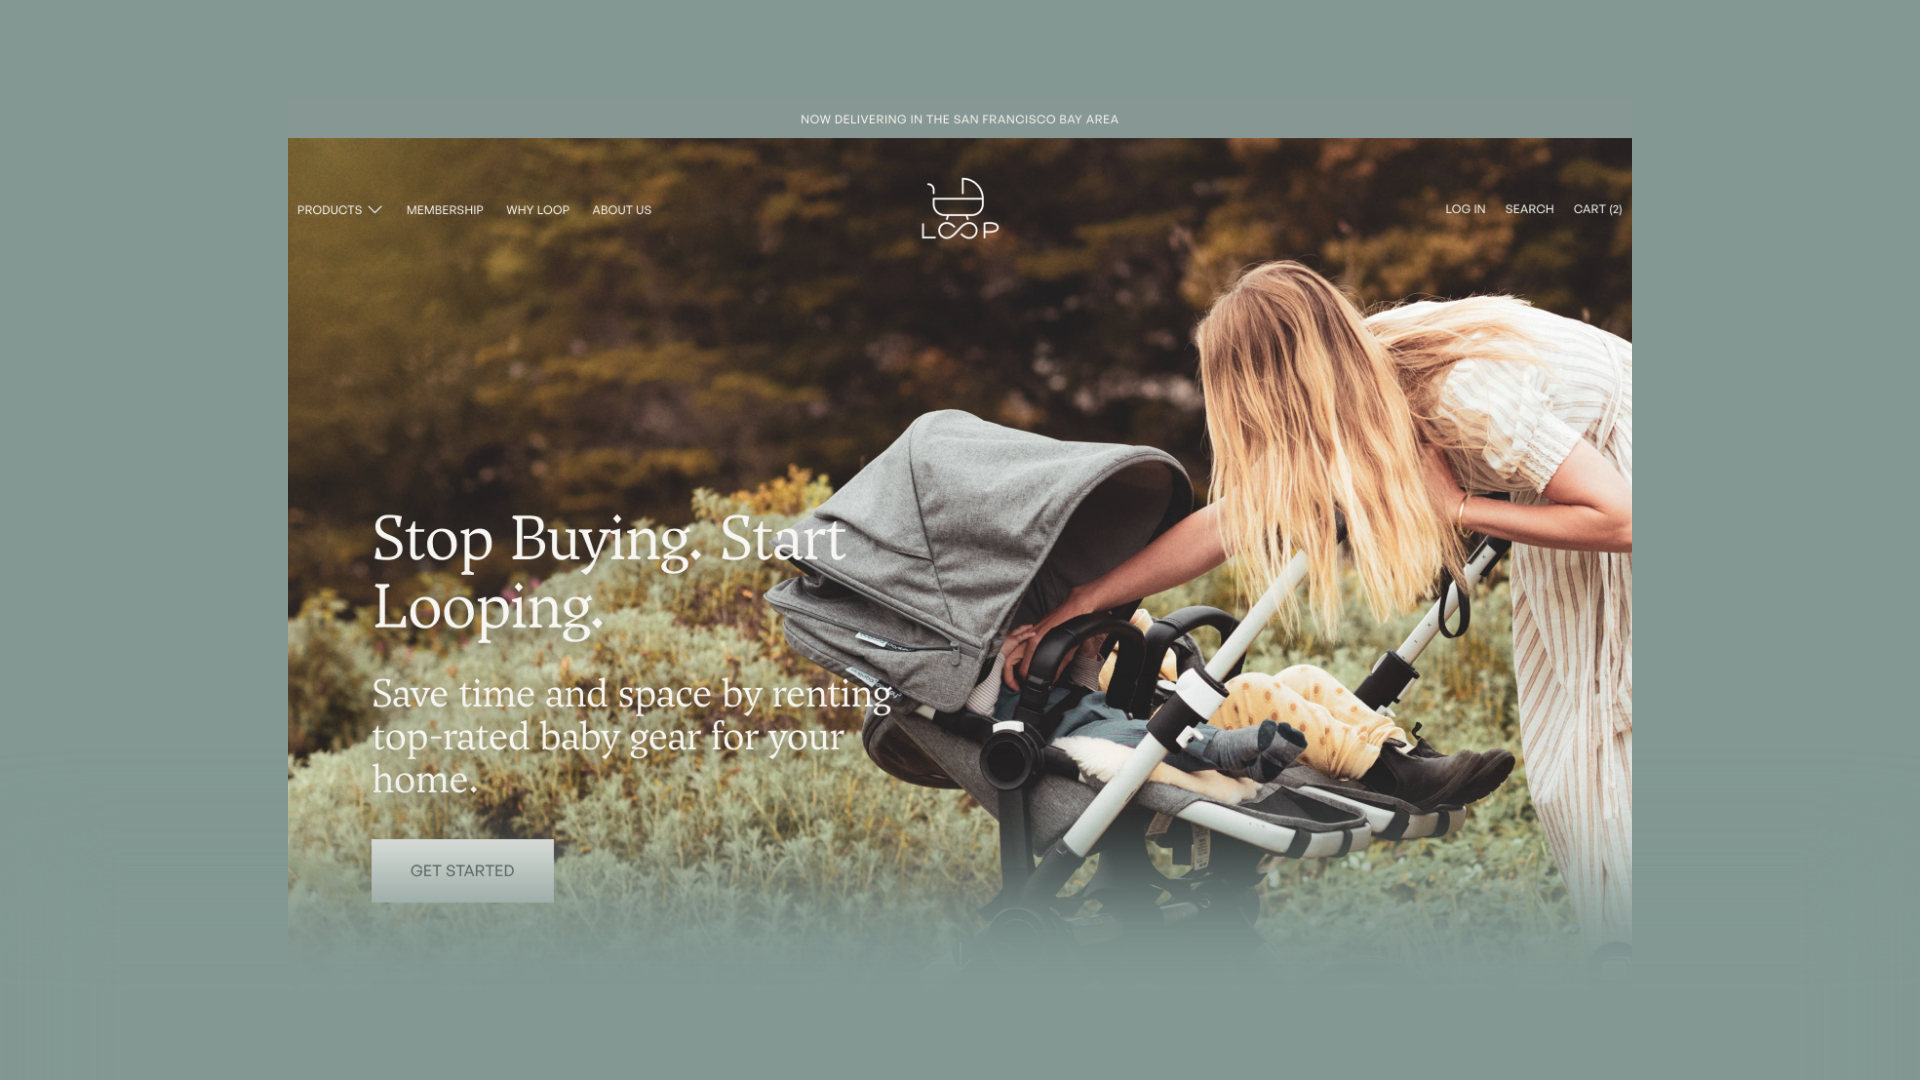 NOW DELIVERING IN THE SAN FRANCISCO BAY AREA
PRODUCTS
MEMBERSHIP
WHY LOOP
ABOUT US
LOOP
LOG IN
SEARCH
CART (2)
Stop Buying. Start
Looping.
Save time and space by renting
top-rated baby gear for your
home.
GET STARTED